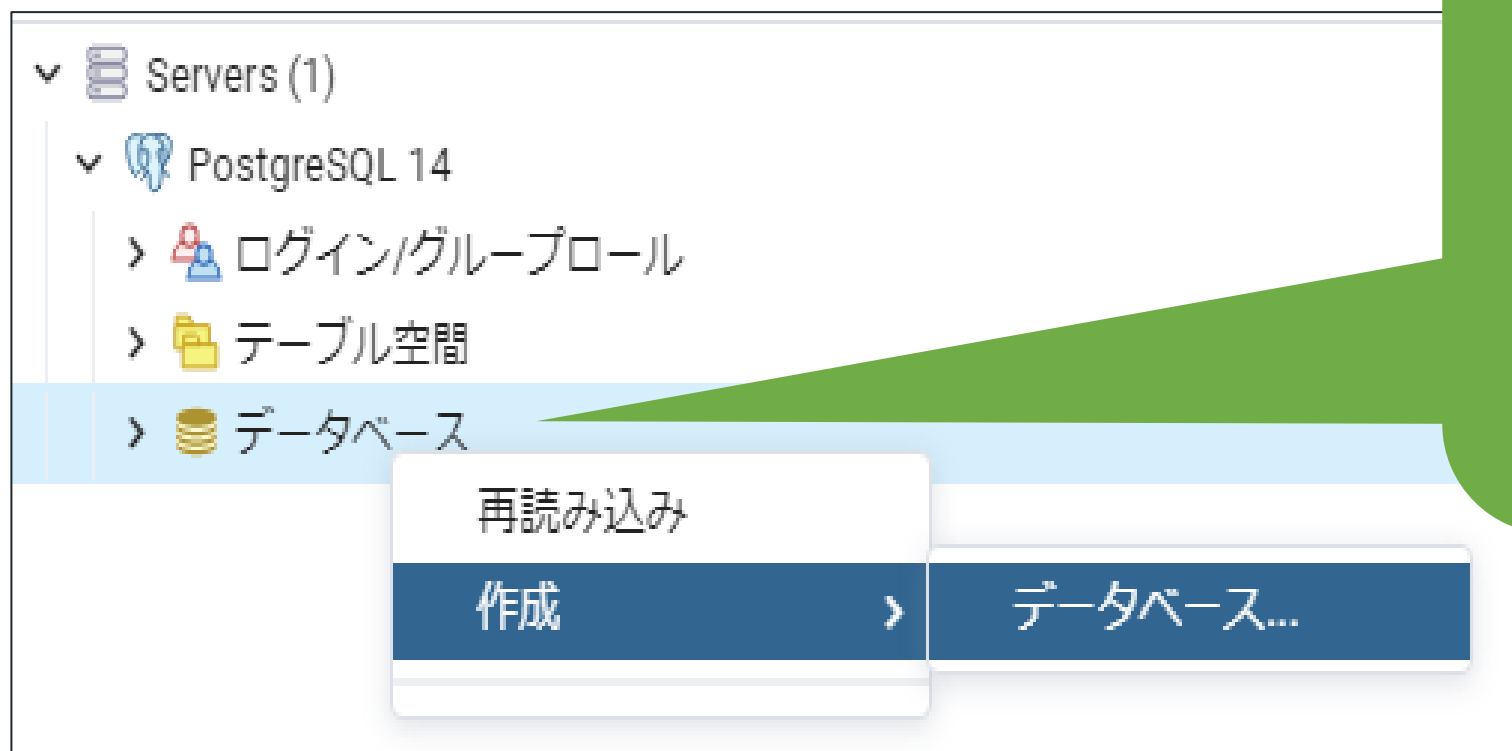 Servers (1)
PostgreSQL 14
ログイン/グループロール
テーブル空間
データベース
再読み込み
作成
データベース...